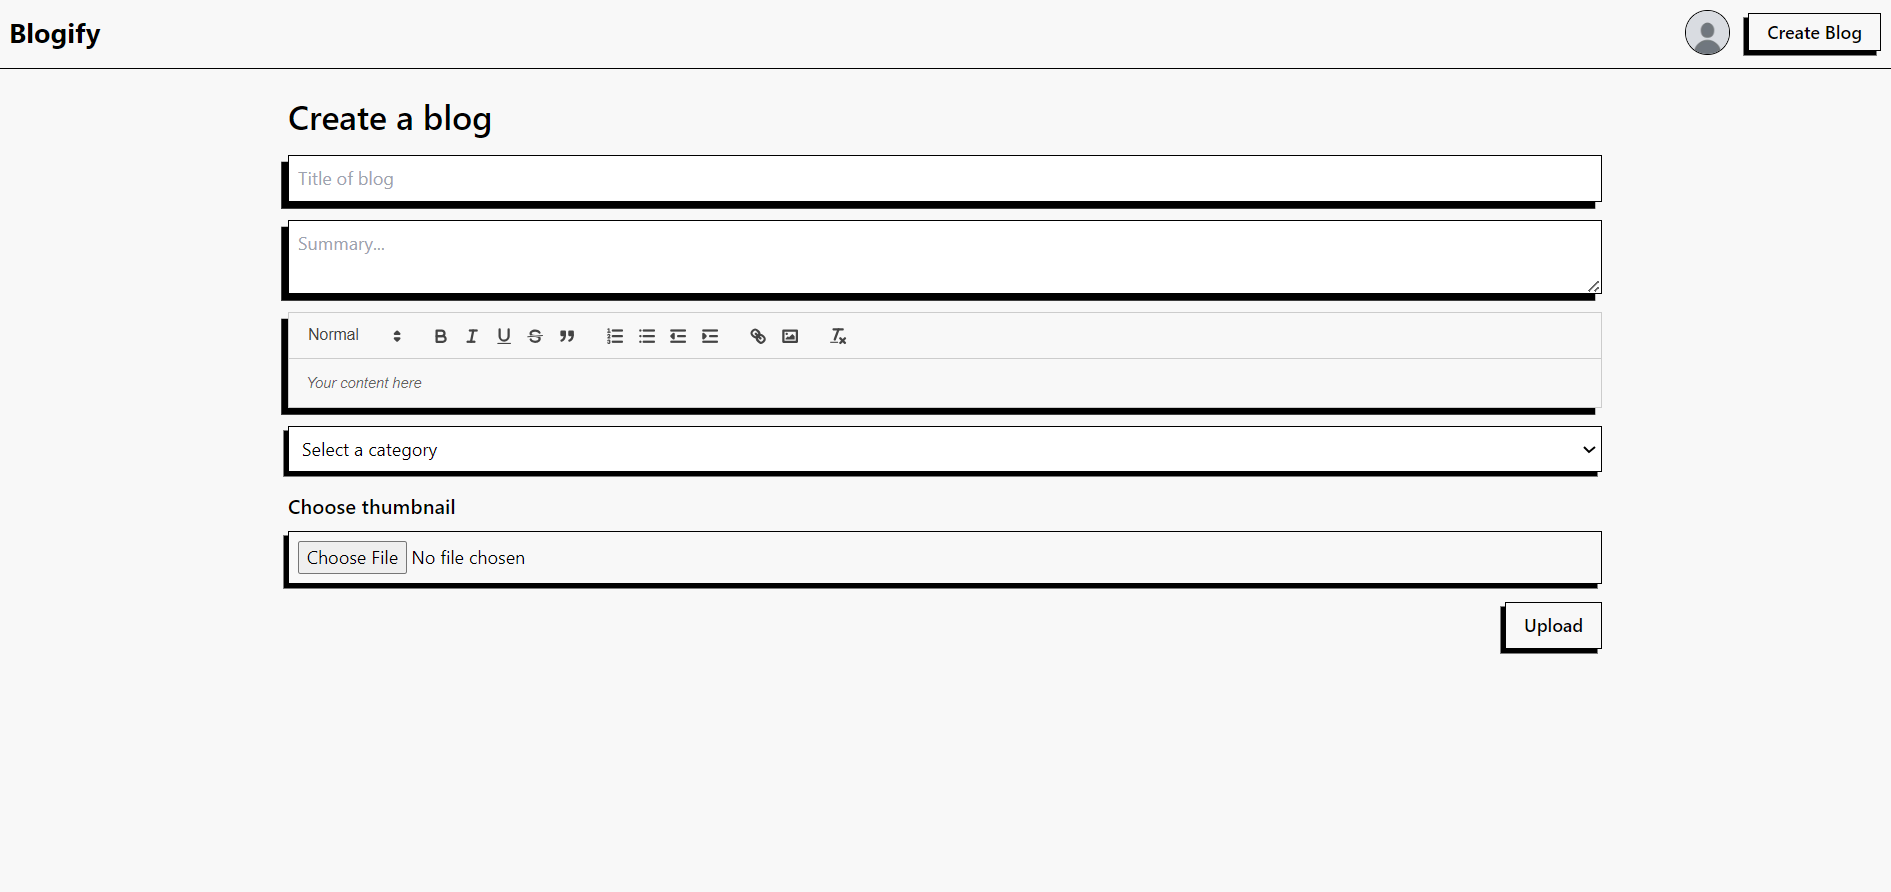 Blogify
Create Blog
Create a blog
Title of blog
Summary...
Normal
Your content here
Select a category
Choose thumbnail
Choose File No file chosen
Upload